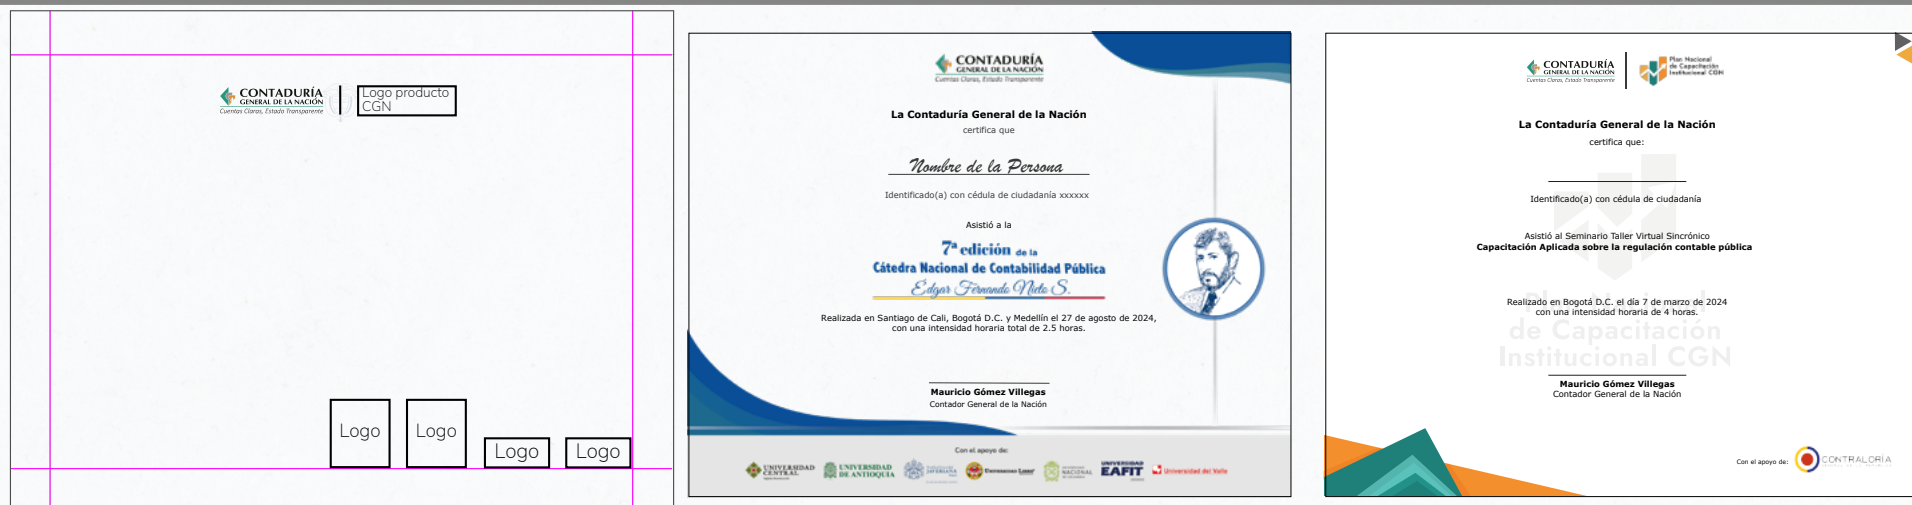 CONTADURÍA
GENERAL DE LA NACIÓN
Cuentas Claras, Estado Transparente
Logo producto
CGN
Logo
Logo
Logo
Logo
CONTADURÍA
GENERAL DE LA NACIÓN
Cuentas Claras, Estado Transparente
La Contaduría General de la Nación
certifica que
Nombre de la Persona
Identificado(a) con cédula de ciudadanía xxxxxx
Asistió a la
7ª edición de la
Cátedra Nacional de Contabilidad Pública
Edgar Fernando Nieto S.
Realizada en Santiago de Cali, Bogotá D.C. y Medellín el 27 de agosto de 2024,
con una intensidad horaria total de 2.5 horas.
Mauricio Gómez Villegas
Contador General de la Nación
Con el apoyo de:
UNIVERSIDAD
CENTRAL
UNIVERSIDAD
DE ANTIOQUIA
JAVERIANA
Universidad Libre
NACIONAL
UNIVERSIDAD
EAFIT
Universidad del Valle
CONTADURÍA
GENERAL DE LA NACIÓN
Cuentas Claras, Estado Transparente
Plan Nacional
de Capacitación
Institucional CGN
La Contaduría General de la Nación
certifica que:
Identificado(a) con cédula de ciudadanía
Asistió al Seminario Taller Virtual Sincrónico
Capacitación Aplicada sobre la regulación contable pública
Realizado en Bogotá D.C. el día 7 de marzo de 2024
con una intensidad horaria de 4 horas.
Plan Nacional
de Capacitación
Institucional CGN
Mauricio Gómez Villegas
Contador General de la Nación
Con el apoyo de:
CONTRALORÍA